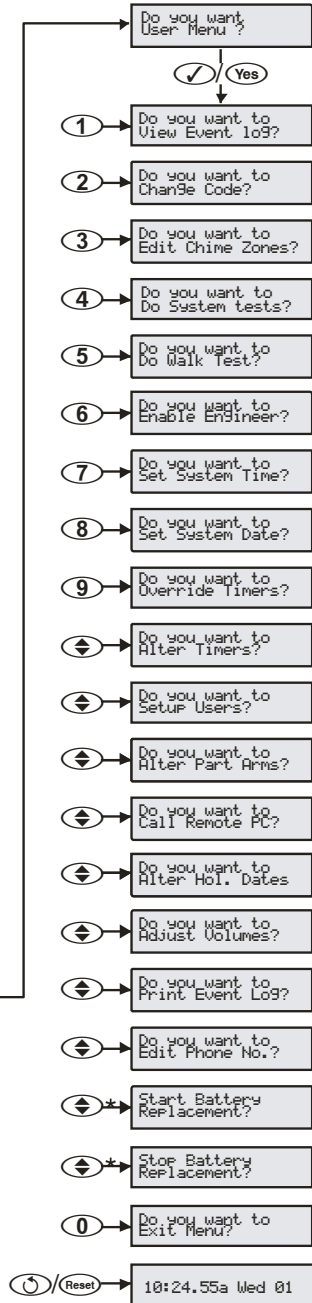 Do you want
User Menu ?
/ Yes
1
Do you want to
View Event log?
2
Do you want to
Change Code?
3
Do you want to
Edit Chime Zones?
4
Do you want to
Do System tests?
5
Do you want to
Do Walk Test?
6
Do you want to
Enable Engineer?
7
Do you want to
Set System Time?
8
Do you want to
Set System Date?
9
Do you want to
Override Timers?
Do you want to
Alter Timers?
Do you want to
Setup Users?
Do you want to
Alter Part Arms?
Do you want to
Call Remote PC?
Do you want to
Alter Hol. Dates
Do you want to
Adjust Volumes?
Do you want to
Print Event Log?
Do you want to
Edit Phone No.?
*
Start Battery
Replacement?
*
Stop Battery
Replacement?
0
Do you want to
Exit Menu?
/ Reset
10:24.55a Wed 01